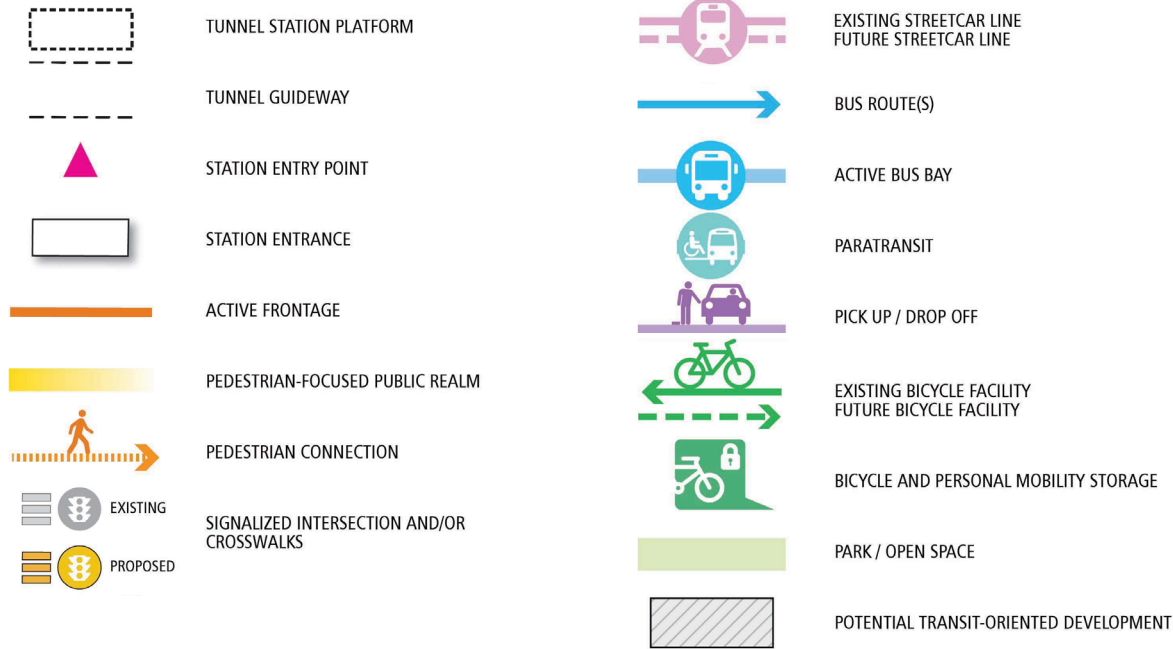 TUNNEL STATION PLATFORM
TUNNEL GUIDEWAY
STATION ENTRY POINT
STATION ENTRANCE
ACTIVE FRONTAGE
PEDESTRIAN-FOCUSED PUBLIC REALM
PEDESTRIAN CONNECTION
EXISTING
PROPOSED
SIGNALIZED INTERSECTION AND/OR
CROSSWALKS
EXISTING STREETCAR LINE
FUTURE STREETCAR LINE
BUS ROUTE(S)
ACTIVE BUS BAY
PARATRANSIT
PICK UP / DROP OFF
EXISTING BICYCLE FACILITY
FUTURE BICYCLE FACILITY
BICYCLE AND PERSONAL MOBILITY STORAGE
PARK / OPEN SPACE
POTENTIAL TRANSIT-ORIENTED DEVELOPMENT